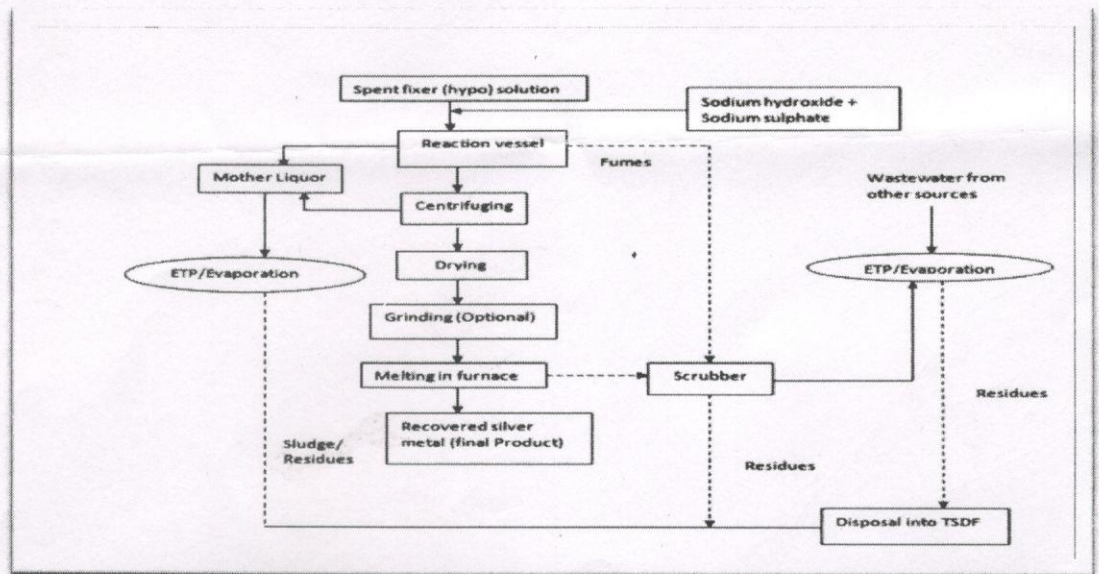 Spent fixer (hypo) solution
Sodium hydroxide +
Sodium sulphate
Reaction vessel
Fumes
Mother Liquor
Wastewater from
other sources
Centrifuging
ETP/Evaporation
Drying
ETP/Evaporation
Grinding (Optional)
Melting in furnace
Scrubber
Residues
Recovered silver
metal (final Product)
Sludge/
Residues
Residues
Disposal into TSDF